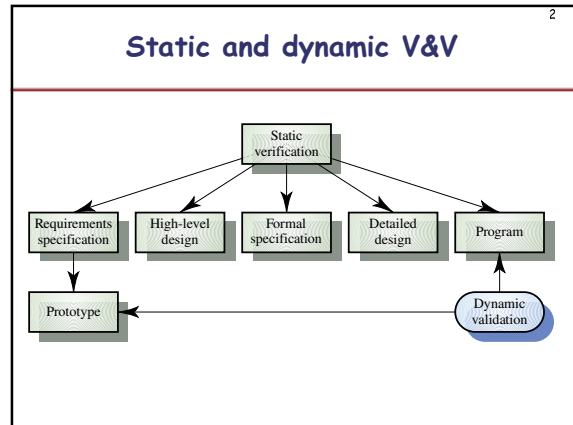 2
Static and dynamic V&V
Static
verification
Requirements
specification
High-level
design
Formal
specification
Detailed
design
Program
Prototype
Dynamic
validation